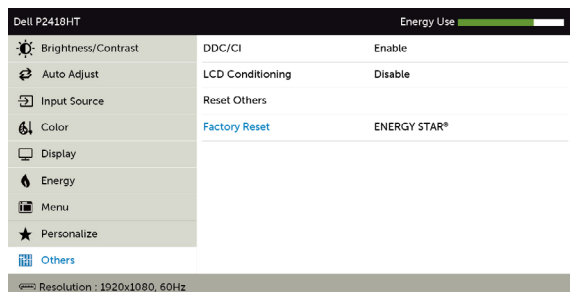 Dell P2418HT Energy Use
Brightness/Contrast DDC/CI Enable
Auto Adjust LCD Conditioning Disable
Input Source Reset Others
Color Factory Reset ENERGY STAR®
Display
Energy
Menu
Personalize
Others
Resolution : 1920x1080, 60Hz